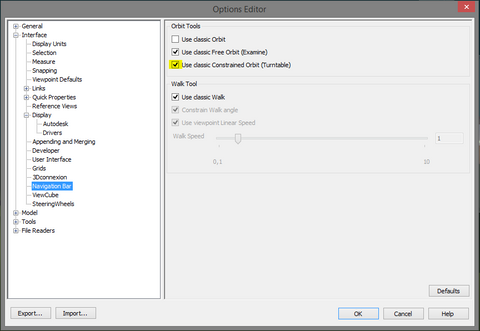 Options Editor
General
Interface
Display Units
Selection
Measure
Snapping
Viewpoint Defaults
Links
Quick Properties
Reference Views
Display
Autodesk
Drivers
Appending and Merging
Developer
User Interface
Grids
3Dconnexion
Navigation Bar
ViewCube
SteeringWheels
Model
Tools
File Readers
Orbit Tools
Use classic Orbit
Use classic Free Orbit (Examine)
Use classic Constrained Orbit (Turntable)
Walk Tool
Use classic Walk
Constrain Walk angle
Use viewpoint Linear Speed
Walk Speed
1
0,1
10
Defaults
Export...
Import...
OK
Cancel
Help